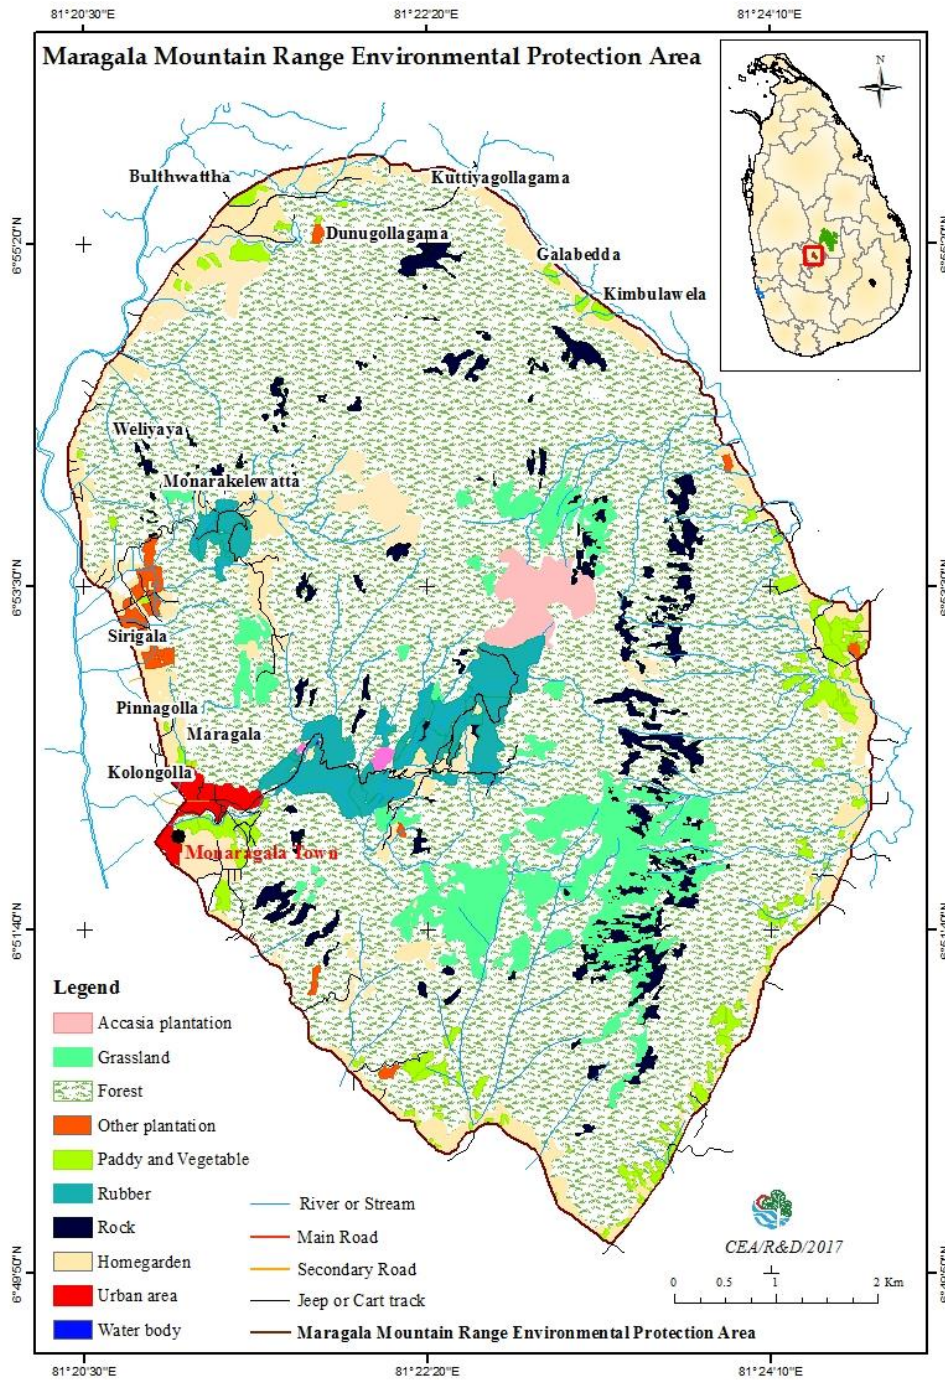 81°20'30"E 81°22'20"E 81°24'10"E
Maragala Mountain Range Environmental Protection Area
N
Bulthwattha
Kuttiyagollagama
Dunugollagama
6°55'20"N
Galabedda
Kimbulawela
Weliyaya
Monarakelewatta
6°53'30"N 6°53'30"N
Sirigala
Pinnagolla
Maragala
Kolongolla
Monaragala Town
6°51'40"N
Legend
Accasia plantation
Grassland
Forest
Other plantation
Paddy and Vegetable
Rubber
Rock
Homegarden
Urban area
Water body
River or Stream
Main Road
Secondary Road
Jeep or Cart track
Maragala Mountain Range Environmental Protection Area
CEA/R&D/2017
0 0.5 1 2 Km
6°49'50"N
81°20'30"E 81°22'20"E 81°24'10"E